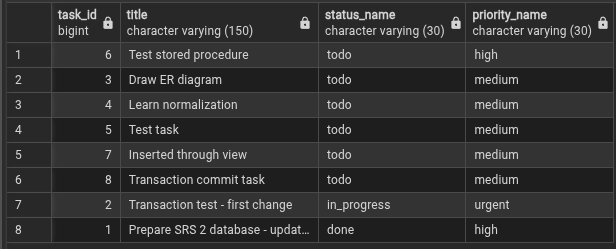 task_id title status_name priority_name
bigint character varying (150) character varying (30) character varying (30)
1 6 Test stored procedure todo high
2 3 Draw ER diagram todo medium
3 4 Learn normalization todo medium
4 5 Test task todo medium
5 7 Inserted through view todo medium
6 8 Transaction commit task todo medium
7 2 Transaction test - first change in_progress urgent
8 1 Prepare SRS 2 database - updat... done high